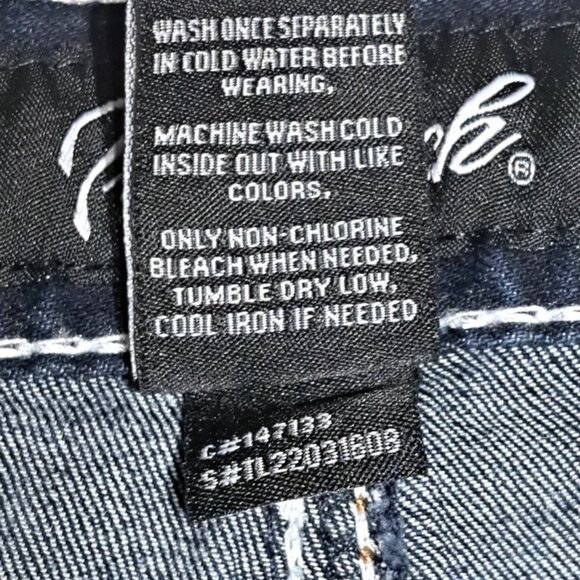 WASH ONCE SEPARATELY
IN COLD WATER BEFORE
WEARING.
MACHINE WASH COLD
INSIDE OUT WITH LIKE
COLORS.
ONLY NON-CHLORINE
BLEACH WHEN NEEDED,
TUMBLE DRY LOW,
COOL IRON IF NEEDED
C#147133
S#TL22031608